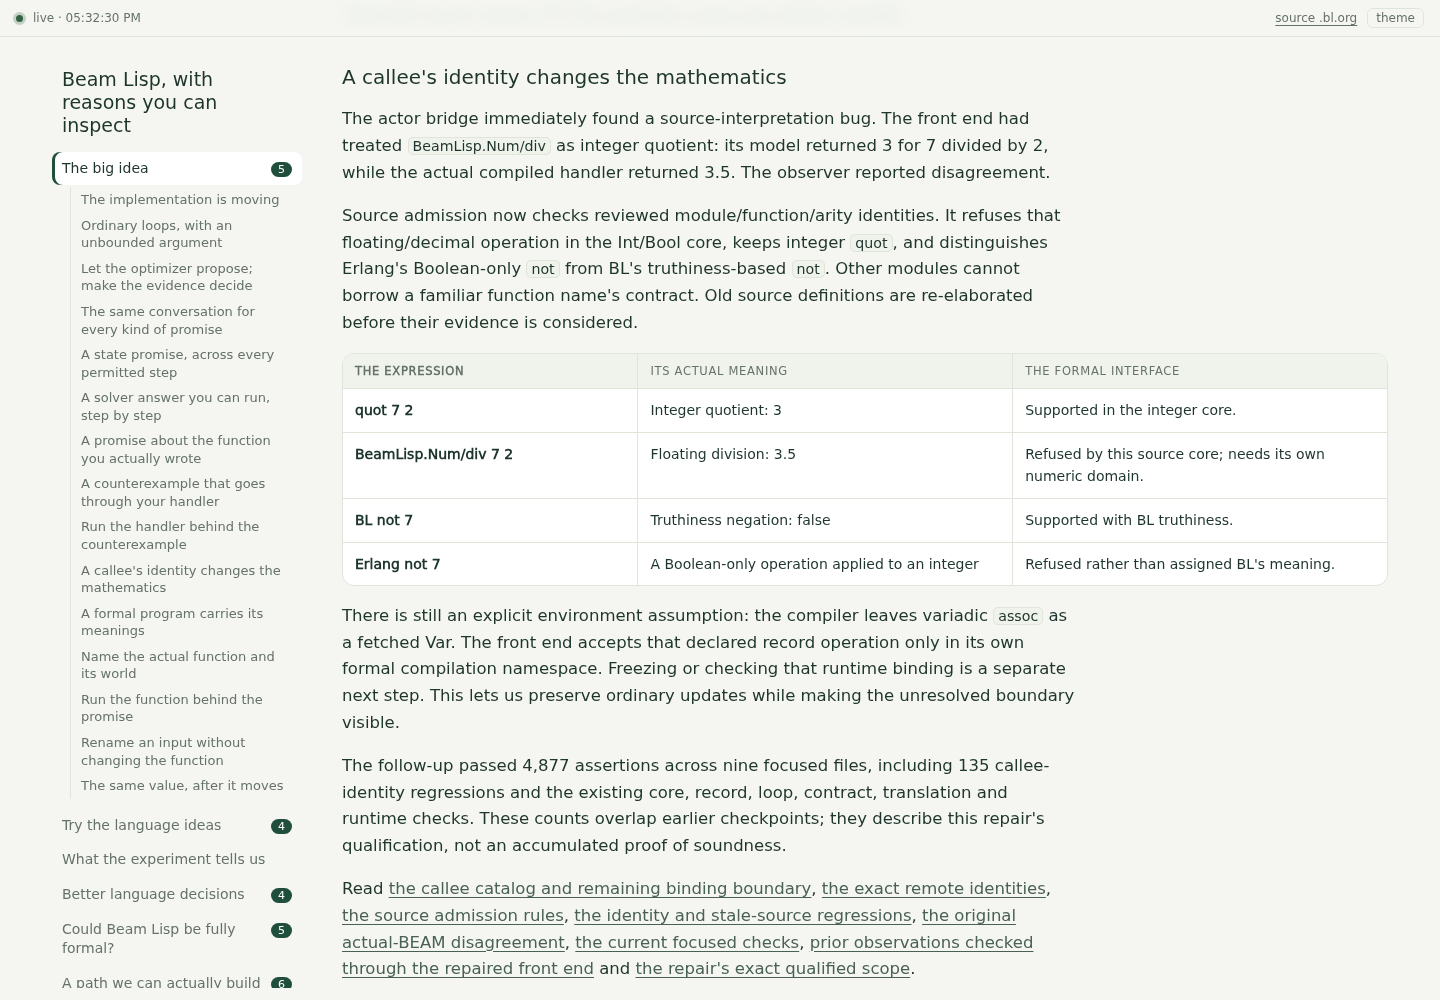 live · 05:32:30 PM
source .bl.org
theme
Beam Lisp, with
reasons you can
inspect
The big idea 5
The implementation is moving
Ordinary loops, with an
unbounded argument
Let the optimizer propose;
make the evidence decide
The same conversation for
every kind of promise
A state promise, across every
permitted step
A solver answer you can run,
step by step
A promise about the function
you actually wrote
A counterexample that goes
through your handler
Run the handler behind the
counterexample
A callee's identity changes the
mathematics
A formal program carries its
meanings
Name the actual function and
its world
Run the function behind the
promise
Rename an input without
changing the function
The same value, after it moves
Try the language ideas 4
What the experiment tells us
Better language decisions 4
Could Beam Lisp be fully
formal? 5
A path we can actually build 6
A callee's identity changes the mathematics
The actor bridge immediately found a source-interpretation bug. The front end had
treated BeamLisp.Num/div as integer quotient: its model returned 3 for 7 divided by 2,
while the actual compiled handler returned 3.5. The observer reported disagreement.
Source admission now checks reviewed module/function/arity identities. It refuses that
floating/decimal operation in the Int/Bool core, keeps integer quot, and distinguishes
Erlang's Boolean-only not from BL's truthiness-based not. Other modules cannot
borrow a familiar function name's contract. Old source definitions are re-elaborated
before their evidence is considered.
THE EXPRESSION ITS ACTUAL MEANING THE FORMAL INTERFACE
quot 7 2 Integer quotient: 3 Supported in the integer core.
BeamLisp.Num/div 7 2 Floating division: 3.5 Refused by this source core; needs its own
numeric domain.
BL not 7 Truthiness negation: false Supported with BL truthiness.
Erlang not 7 A Boolean-only operation applied to an integer Refused rather than assigned BL's meaning.
There is still an explicit environment assumption: the compiler leaves variadic assoc as
a fetched Var. The front end accepts that declared record operation only in its own
formal compilation namespace. Freezing or checking that runtime binding is a separate
next step. This lets us preserve ordinary updates while making the unresolved boundary
visible.
The follow-up passed 4,877 assertions across nine focused files, including 135 callee-
identity regressions and the existing core, record, loop, contract, translation and
runtime checks. These counts overlap earlier checkpoints; they describe this repair's
qualification, not an accumulated proof of soundness.
Read the callee catalog and remaining binding boundary, the exact remote identities,
the source admission rules, the identity and stale-source regressions, the original
actual-BEAM disagreement, the current focused checks, prior observations checked
through the repaired front end and the repair's exact qualified scope.